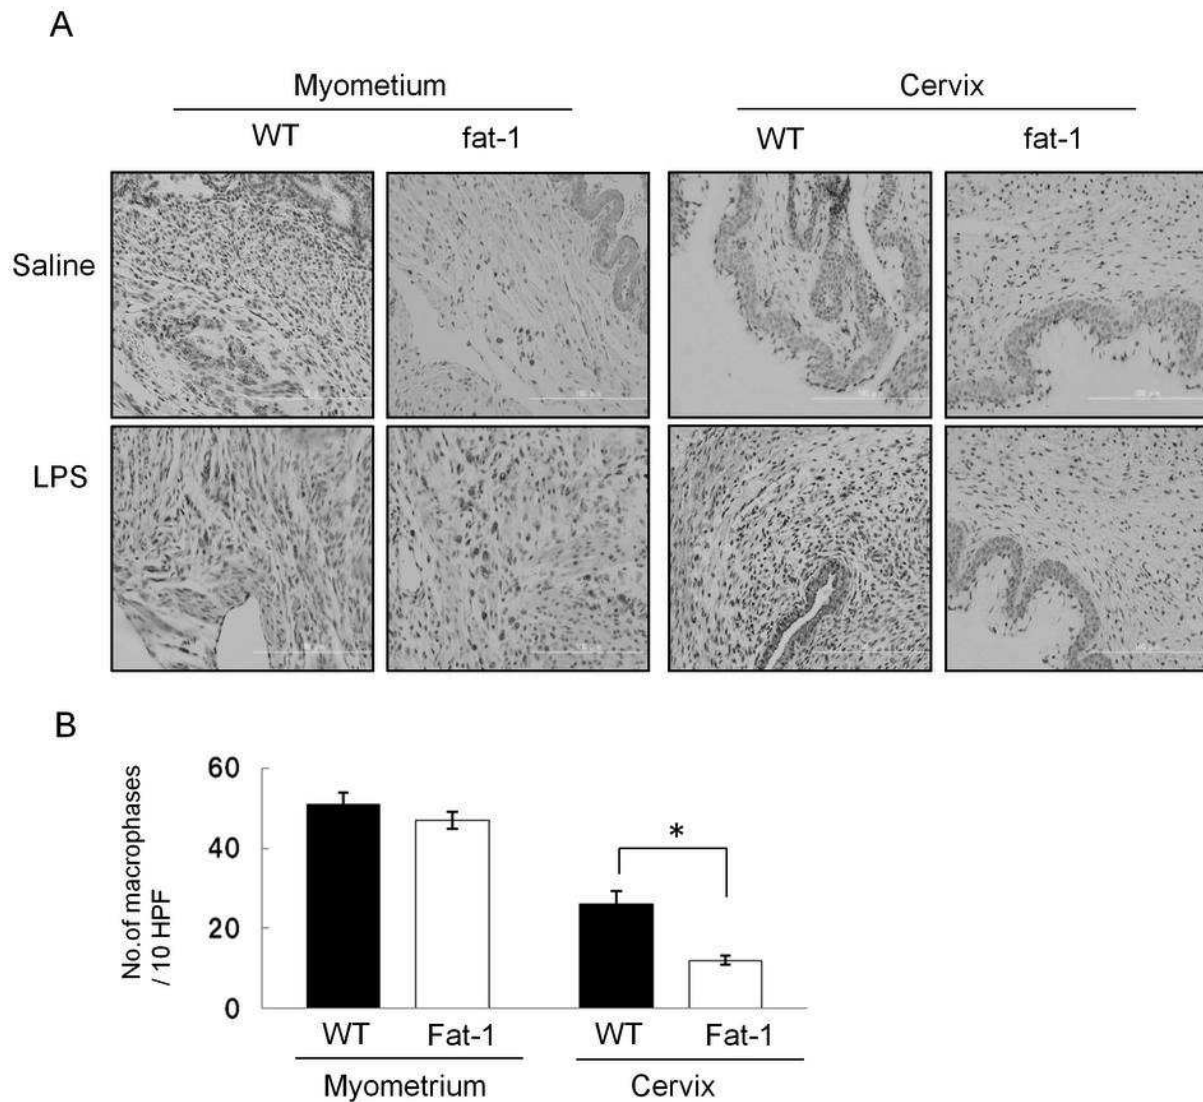 A
Myometium
Cervix
WT
fat-1
WT
fat-1
Saline
LPS
B
No.of macrophases
/ 10 HPF
60
40
20
0
*
WT
Fat-1
WT
Fat-1
Myometrium
Cervix